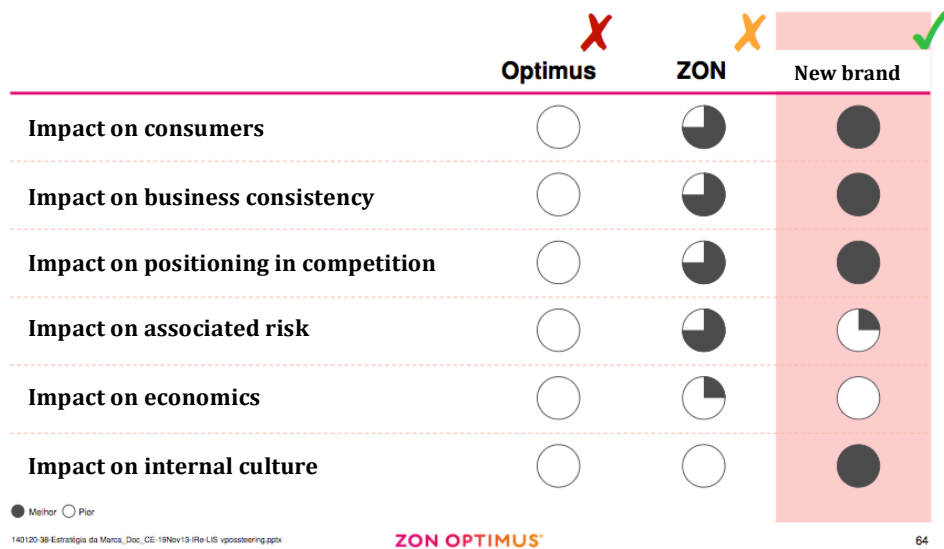 Optimus ZON New brand
Impact on consumers
Impact on business consistency
Impact on positioning in competition
Impact on associated risk
Impact on economics
Impact on internal culture
Melhor Pior
140120-38-Estratégia da Marca_Doc_CE-19Nov13-IRe-LIS vpossteering.pptx ZON OPTIMUS 64